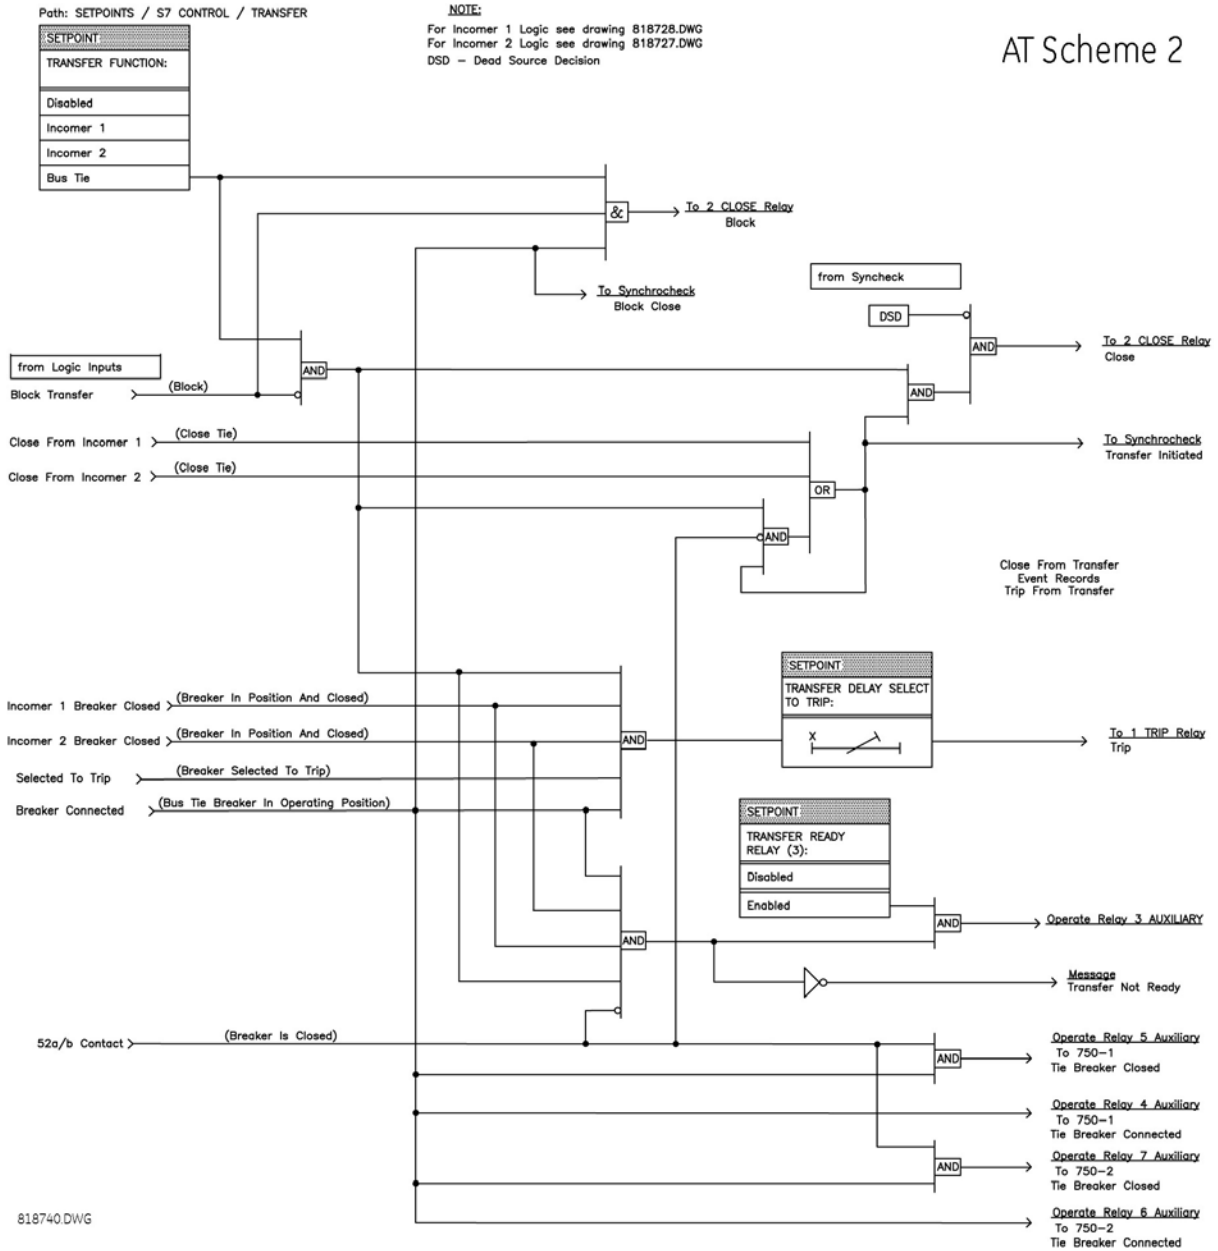 Path: SETPOINTS / S7 CONTROL / TRANSFER
NOTE:
For Incomer 1 Logic see drawing 818728.DWG
For Incomer 2 Logic see drawing 818727.DWG
DSD – Dead Source Decision
AT Scheme 2
SETPOINT
TRANSFER FUNCTION:
Disabled
Incomer 1
Incomer 2
Bus Tie
&
To 2 CLOSE Relay
Block
To Synchrocheck
Block Close
from Syncheck
DSD
AND
To 2 CLOSE Relay
Close
from Logic Inputs
Block Transfer
(Block)
AND
AND
Close From Incomer 1
(Close Tie)
To Synchrocheck
Transfer Initiated
Close From Incomer 2
(Close Tie)
OR
AND
Close From Transfer
Event Records
Trip From Transfer
SETPOINT
TRANSFER DELAY SELECT
TO TRIP:
X
Incomer 1 Breaker Closed
(Breaker In Position And Closed)
Incomer 2 Breaker Closed
(Breaker In Position And Closed)
AND
To 1 TRIP Relay
Trip
Selected To Trip
(Breaker Selected To Trip)
Breaker Connected
(Bus Tie Breaker In Operating Position)
SETPOINT
TRANSFER READY
RELAY (3):
Disabled
Enabled
AND
AND
Operate Relay 3 AUXILIARY
Message
Transfer Not Ready
52a/b Contact
(Breaker Is Closed)
AND
Operate Relay 5 Auxiliary
To 750–1
Tie Breaker Closed
Operate Relay 4 Auxiliary
To 750–1
Tie Breaker Connected
AND
Operate Relay 7 Auxiliary
To 750–2
Tie Breaker Closed
Operate Relay 6 Auxiliary
To 750–2
Tie Breaker Connected
818740.DWG